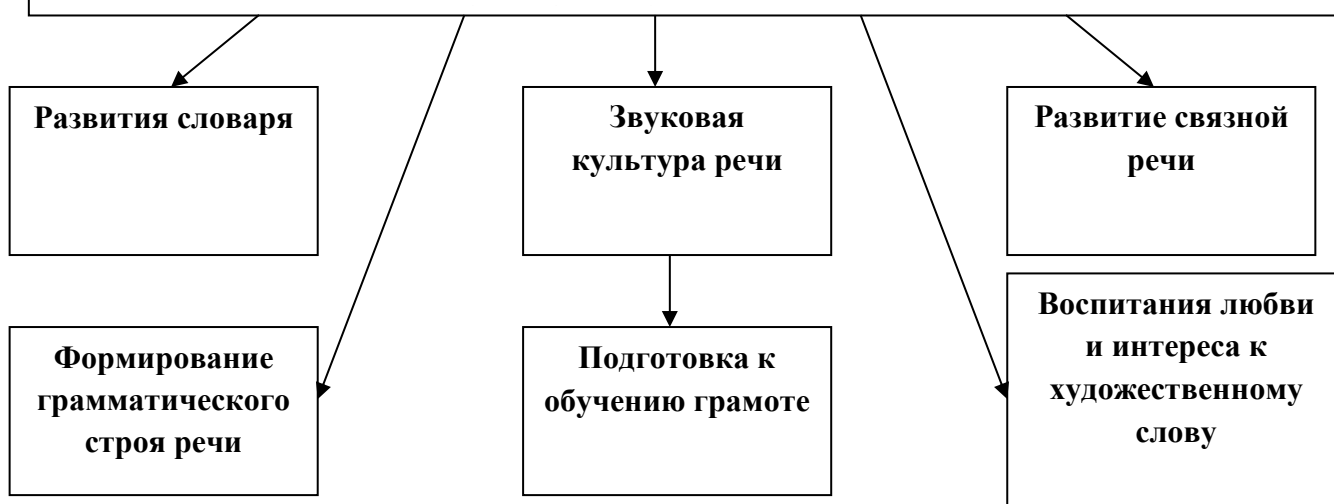 Развития словаря
Звуковая
культура речи
Развитие связной
речи
Формирование
грамматического
строя речи
Подготовка к
обучению грамоте
Воспитания любви
и интереса к
художественному
слову